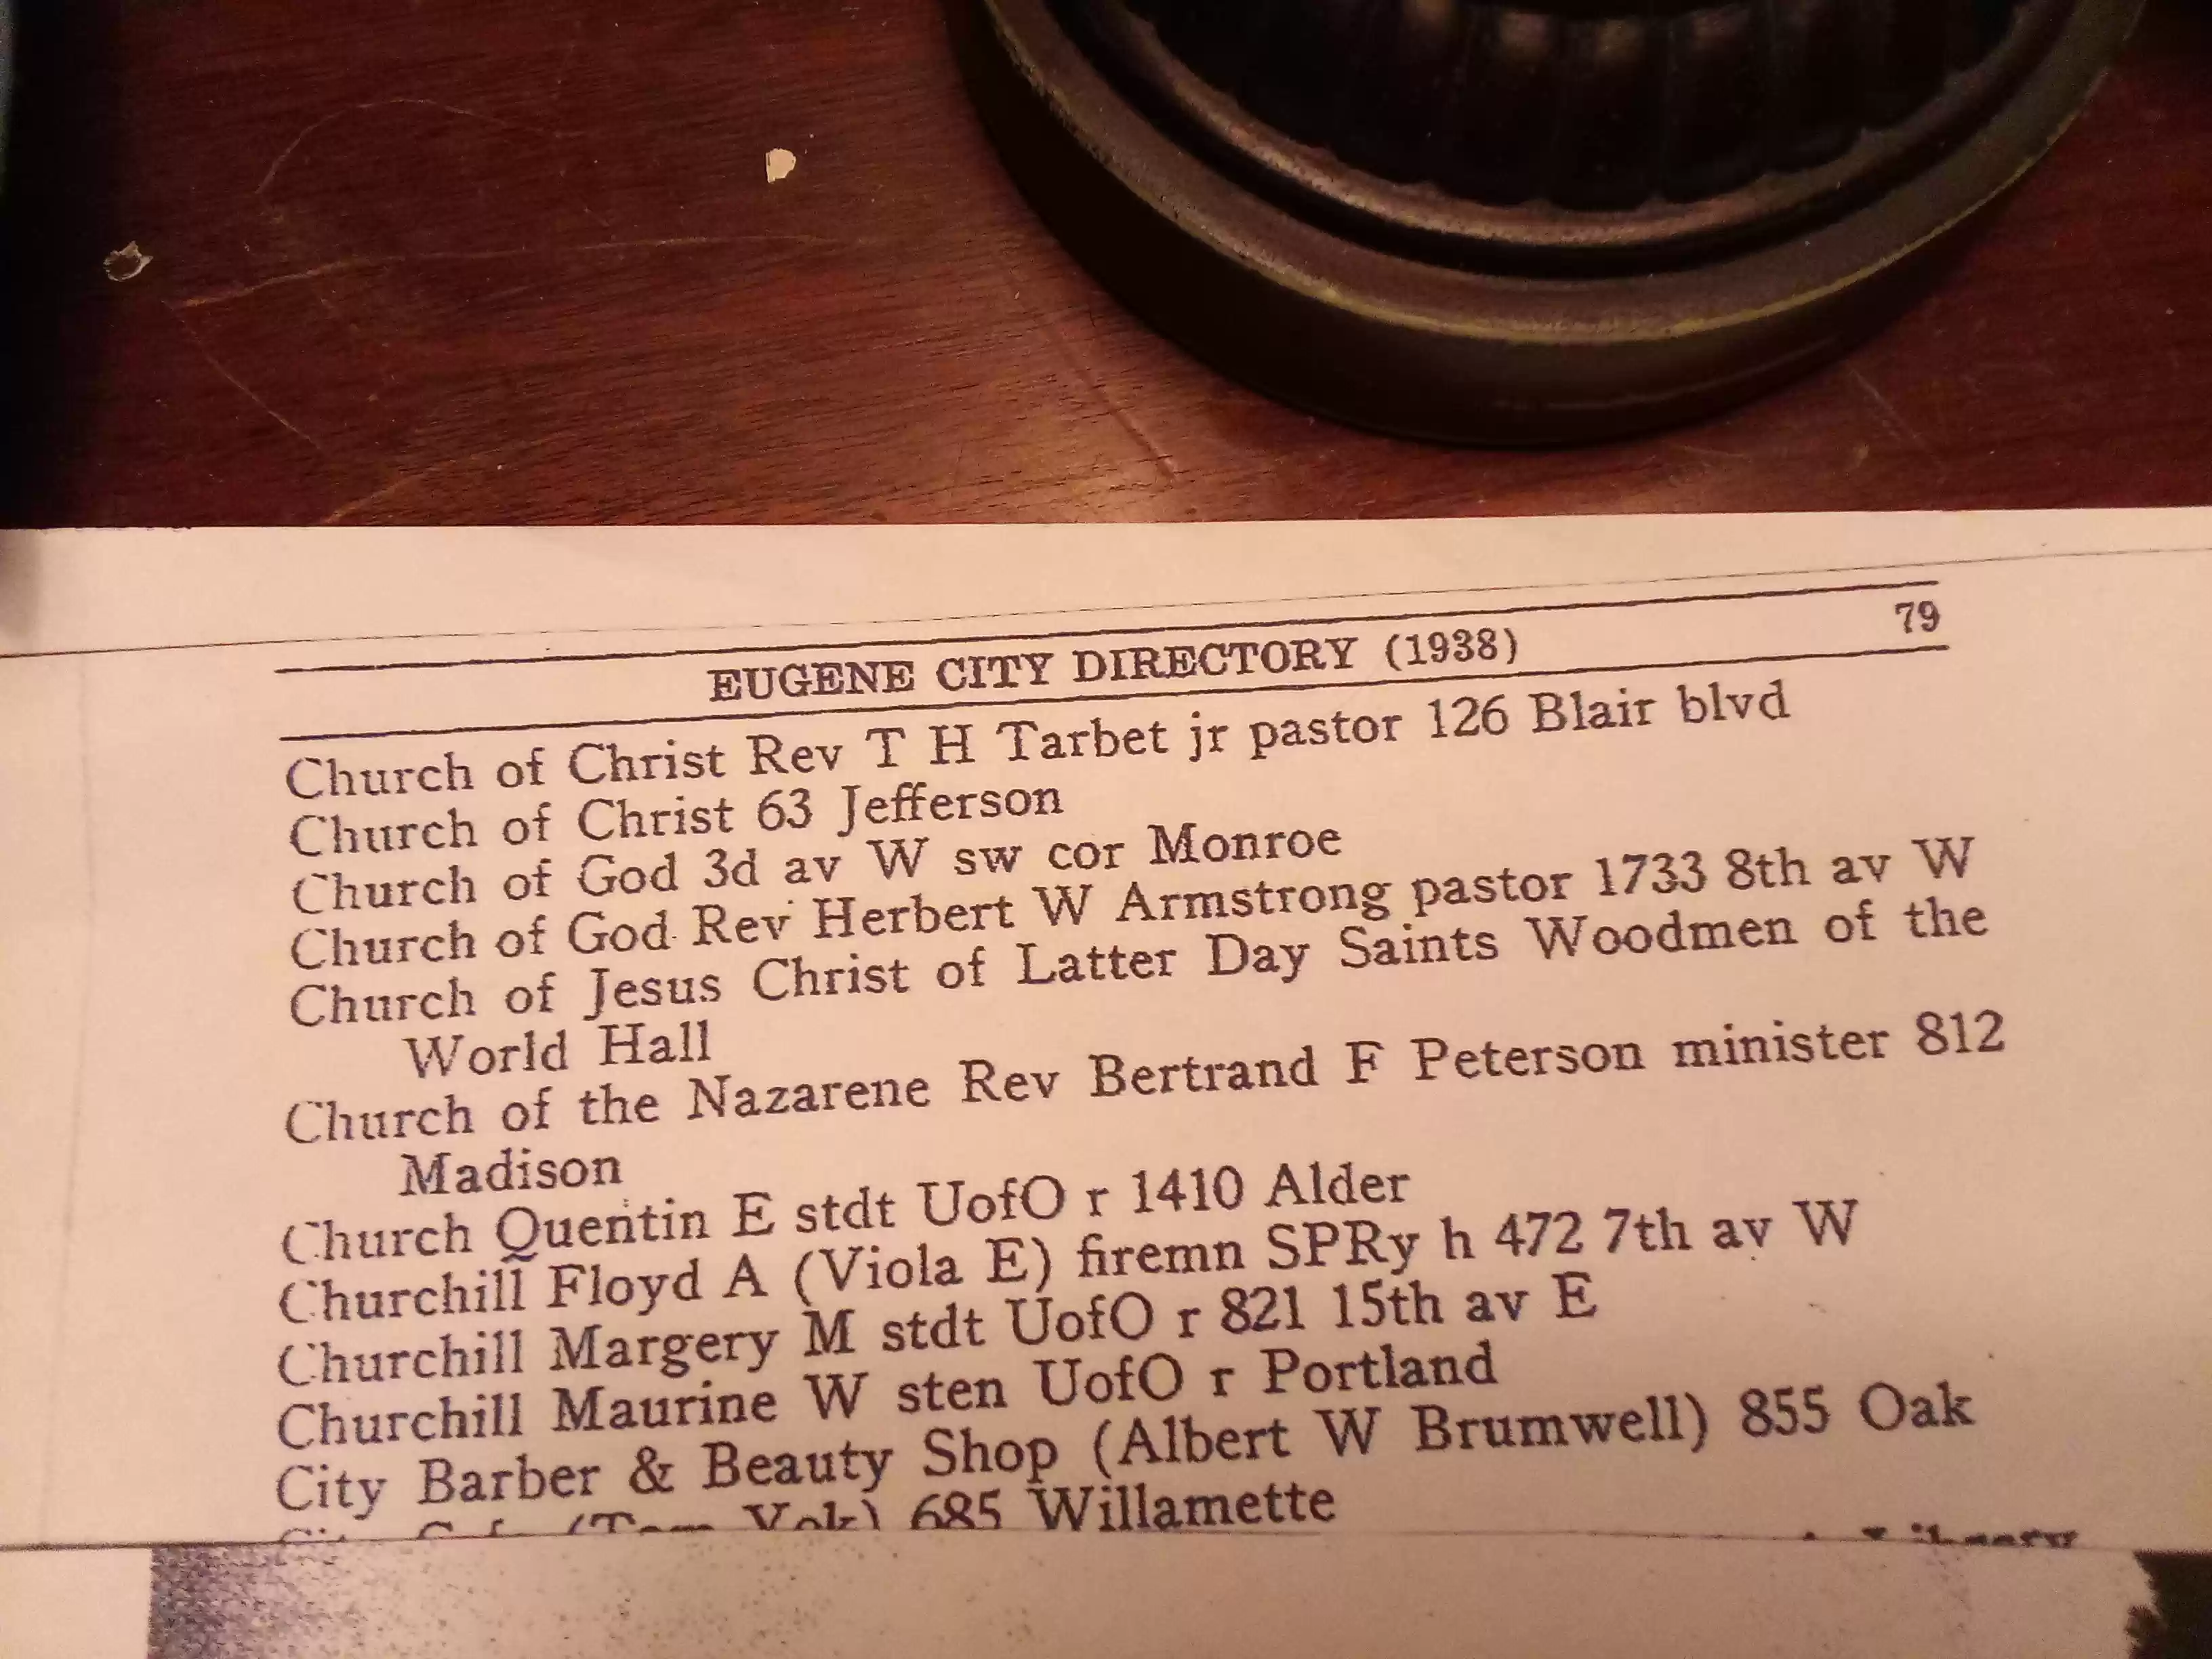 EUGENE CITY DIRECTORY (1938) 79
Church of Christ Rev T H Tarbet jr pastor 126 Blair blvd
Church of Christ 63 Jefferson
Church of God 3d av W sw cor Monroe
Church of God Rev Herbert W Armstrong pastor 1733 8th av W
Church of Jesus Christ of Latter Day Saints Woodmen of the
World Hall
Church of the Nazarene Rev Bertrand F Peterson minister 812
Madison
Church Quentin E stdt UofO r 1410 Alder
Churchill Floyd A (Viola E) firemn SPRy h 472 7th av W
Churchill Margery M stdt UofO r 821 15th av E
Churchill Maurine W sten UofO r Portland
City Barber & Beauty Shop (Albert W Brumwell) 855 Oak
City 685 Willamette